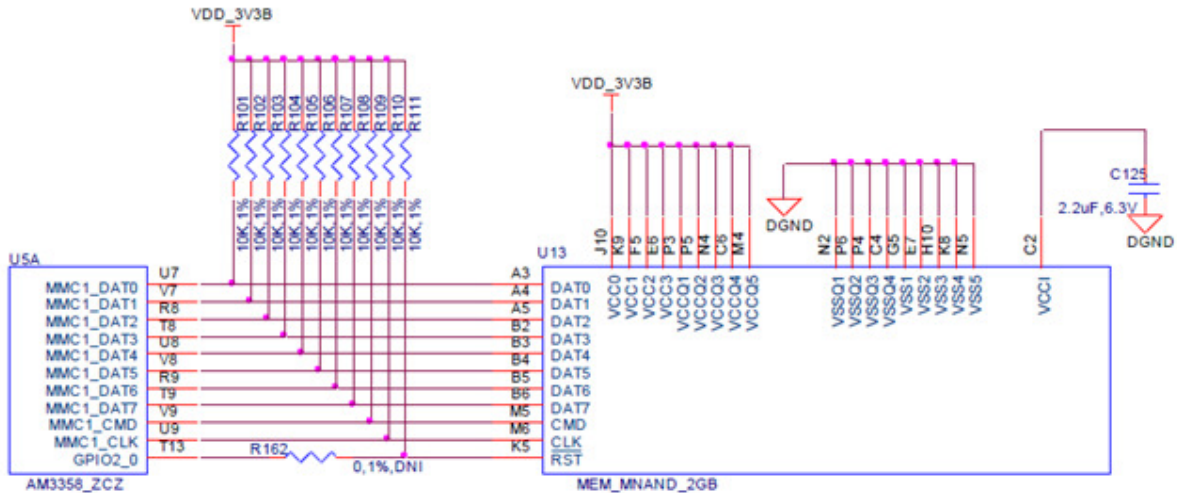 VDD_3V3B
R101
R102
R103
R104
R105
R106
R107
R108
R109
R110
R111
10K,1%
10K,1%
10K,1%
10K,1%
10K,1%
10K,1%
10K,1%
10K,1%
10K,1%
10K,1%
10K,1%
VDD_3V3B
DGND
C125
2.2uF,6.3V
DGND
J10
K9
F5
E6
P3
P5
N4
C6
M4
N2
P6
P4
C4
G5
E7
H10
K8
N5
C2
U5A
U13
VCC0
VCC1
VCC2
VCC3
VCCQ1
VCCQ2
VCCQ3
VCCQ4
VCCQ5
VSSQ1
VSSQ2
VSSQ3
VSSQ4
VSS1
VSS2
VSS3
VSS4
VSS5
VCCI
MMC1_DAT0 U7 A3 DAT0
MMC1_DAT1 V7 A4 DAT1
MMC1_DAT2 R8 A5 DAT2
MMC1_DAT3 T8 B2 DAT3
MMC1_DAT4 U8 B3 DAT4
MMC1_DAT5 V8 B4 DAT5
MMC1_DAT6 R9 B5 DAT6
MMC1_DAT7 T9 B6 DAT7
MMC1_CMD V9 M5 CMD
MMC1_CLK U9 M6 CLK
GPIO2_0 T13 R162 K5 RST
0,1%,DNI
AM3358_ZCZ
MEM_MNAND_2GB